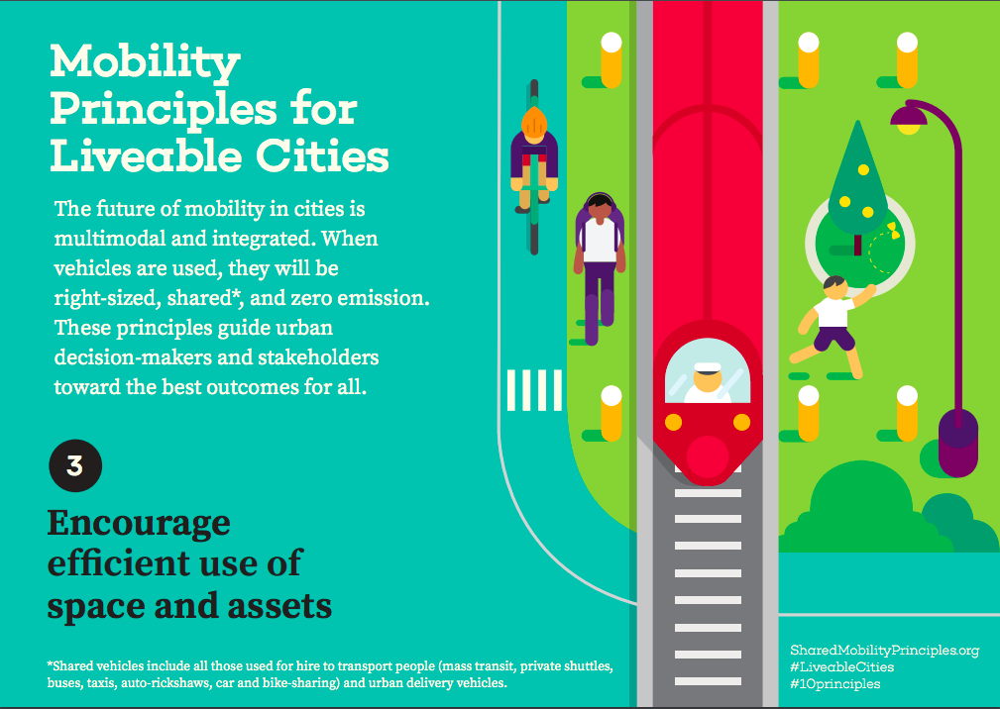 Mobility
Principles for
Liveable Cities
The future of mobility in cities is
multimodal and integrated. When
vehicles are used, they will be
right-sized, shared*, and zero emission.
These principles guide urban
decision-makers and stakeholders
toward the best outcomes for all.
3
Encourage
efficient use of
space and assets
*Shared vehicles include all those used for hire to transport people (mass transit, private shuttles,
buses, taxis, auto-rickshaws, car and bike-sharing) and urban delivery vehicles.
SharedMobilityPrinciples.org
#LiveableCities
#10principles